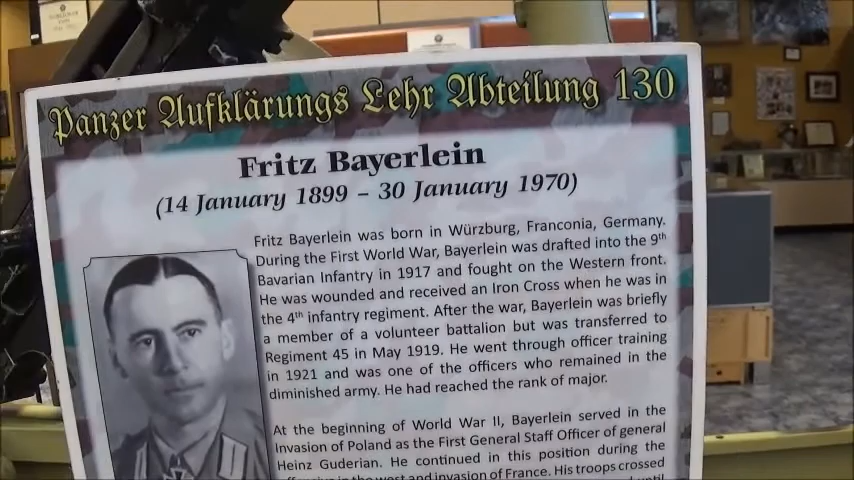 Panzer Aufklärungs Lehr Abteilung 130
Fritz Bayerlein
(14 January 1899 – 30 January 1970)
Fritz Bayerlein was born in Würzburg, Franconia, Germany.
During the First World War, Bayerlein was drafted into the 9th
Bavarian Infantry in 1917 and fought on the Western front.
He was wounded and received an Iron Cross when he was in
the 4th infantry regiment. After the war, Bayerlein was briefly
a member of a volunteer battalion but was transferred to
Regiment 45 in May 1919. He went through officer training
in 1921 and was one of the officers who remained in the
diminished army. He had reached the rank of major.
At the beginning of World War II, Bayerlein served in the
Invasion of Poland as the First General Staff Officer of general
Heinz Guderian. He continued in this position during the
offensive in the west and invasion of France. His troops crossed
until